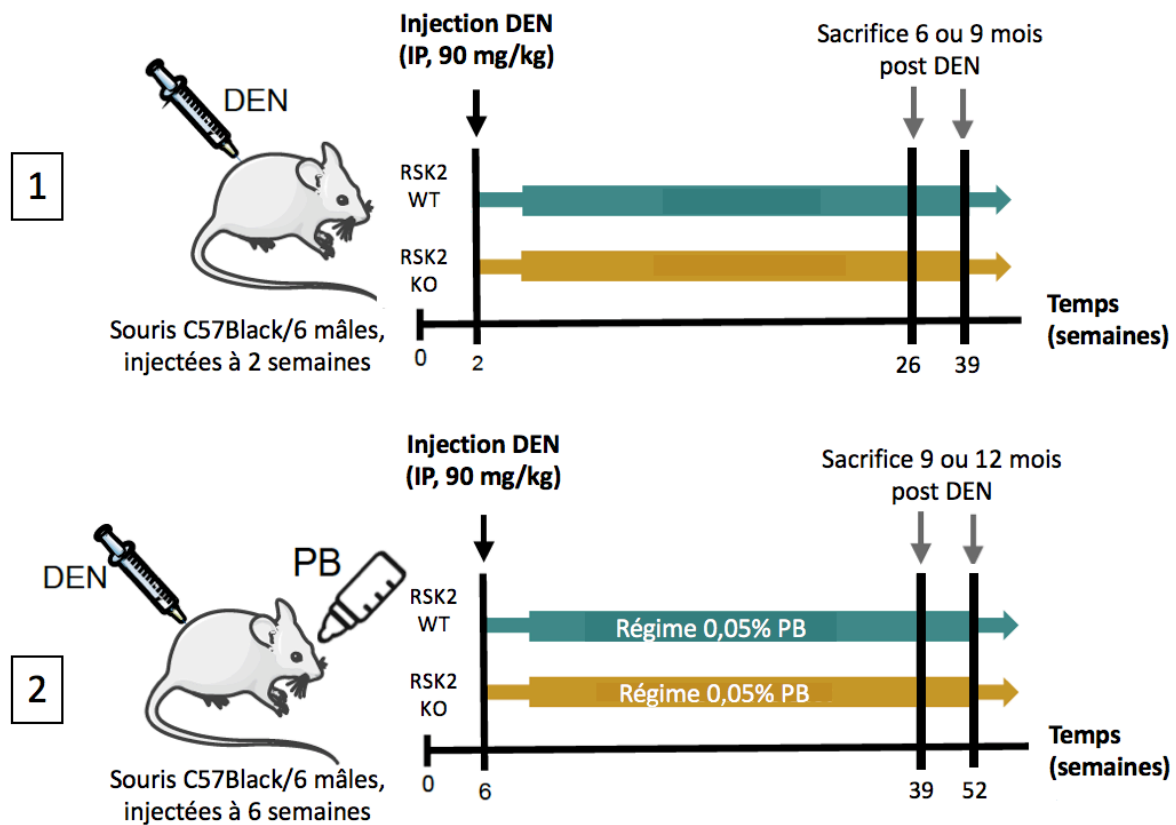 Injection DEN
(IP, 90 mg/kg)
Sacrifice 6 ou 9 mois
post DEN
DEN
1
RSK2
WT
RSK2
KO
Souris C57Black/6 mâles,
injectées à 2 semaines
Temps
(semaines)
0
2
26
39
Injection DEN
(IP, 90 mg/kg)
Sacrifice 9 ou 12 mois
post DEN
DEN
PB
2
RSK2
WT
Régime 0,05% PB
RSK2
KO
Régime 0,05% PB
Souris C57Black/6 mâles,
injectées à 6 semaines
Temps
(semaines)
0
6
39
52